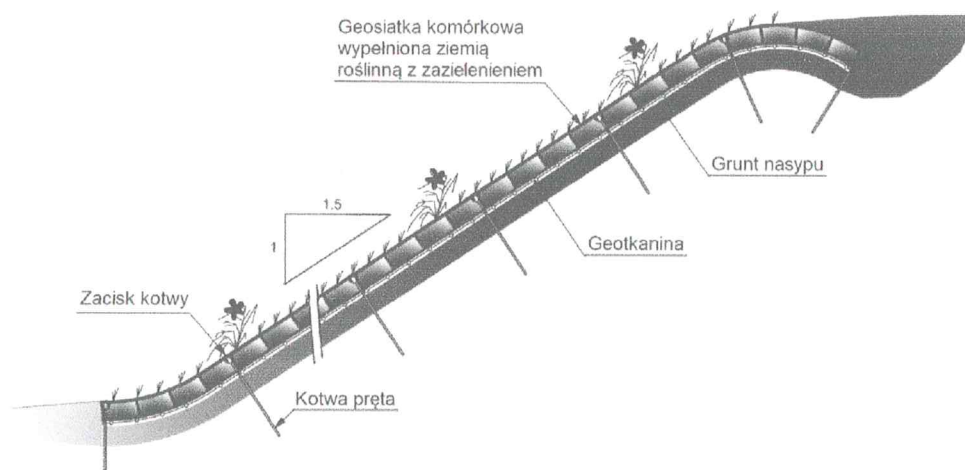 Geosiatka komórkowa
wypełniona ziemią
roślinną z zazielenieniem
Grunt nasypu
1.5
1
Geotkanina
Zacisk kotwy
Kotwa pręta